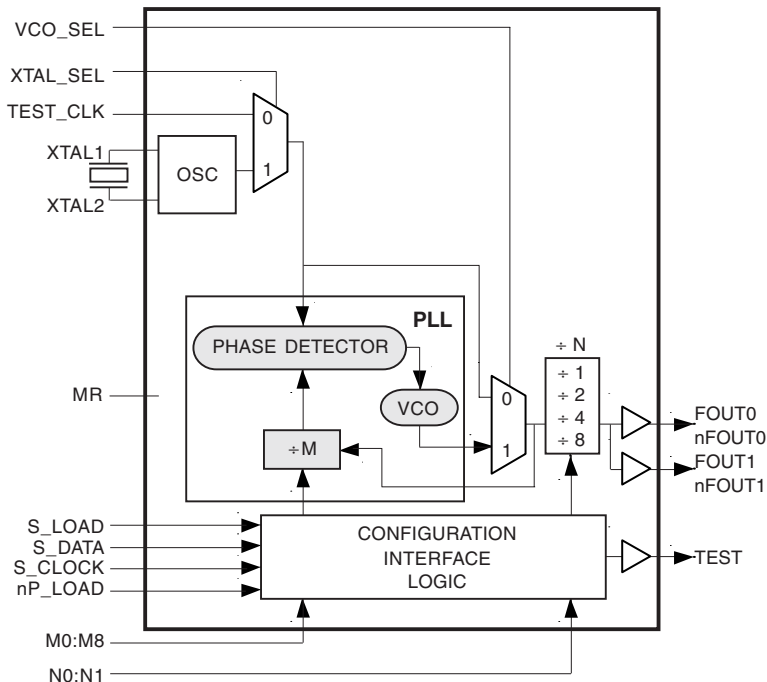 VCO_SEL
XTAL_SEL
TEST_CLK
0
XTAL1
OSC
1
XTAL2
PLL
PHASE DETECTOR
÷ N
÷ 1
÷ 2
÷ 4
÷ 8
MR
VCO
0
1
FOUT0
nFOUT0
÷M
FOUT1
nFOUT1
S_LOAD
S_DATA
S_CLOCK
nP_LOAD
CONFIGURATION
INTERFACE
LOGIC
TEST
M0:M8
N0:N1